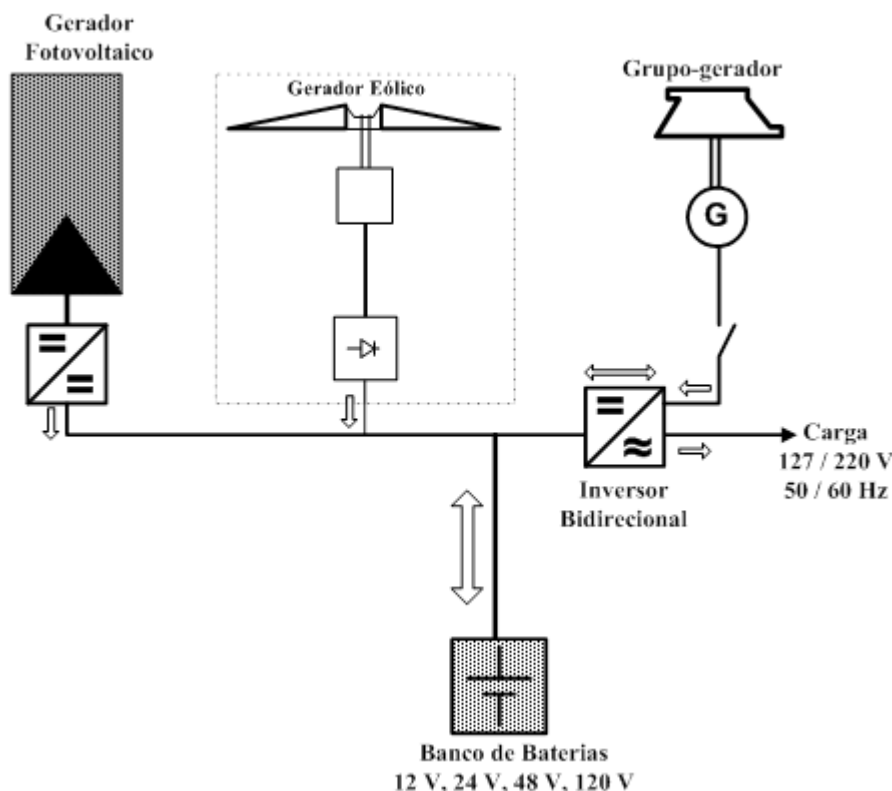 Gerador
Fotovoltaico
Gerador Eólico
Grupo-gerador
G
Carga
127 / 220 V
50 / 60 Hz
Inversor
Bidirecional
Banco de Baterias
12 V, 24 V, 48 V, 120 V